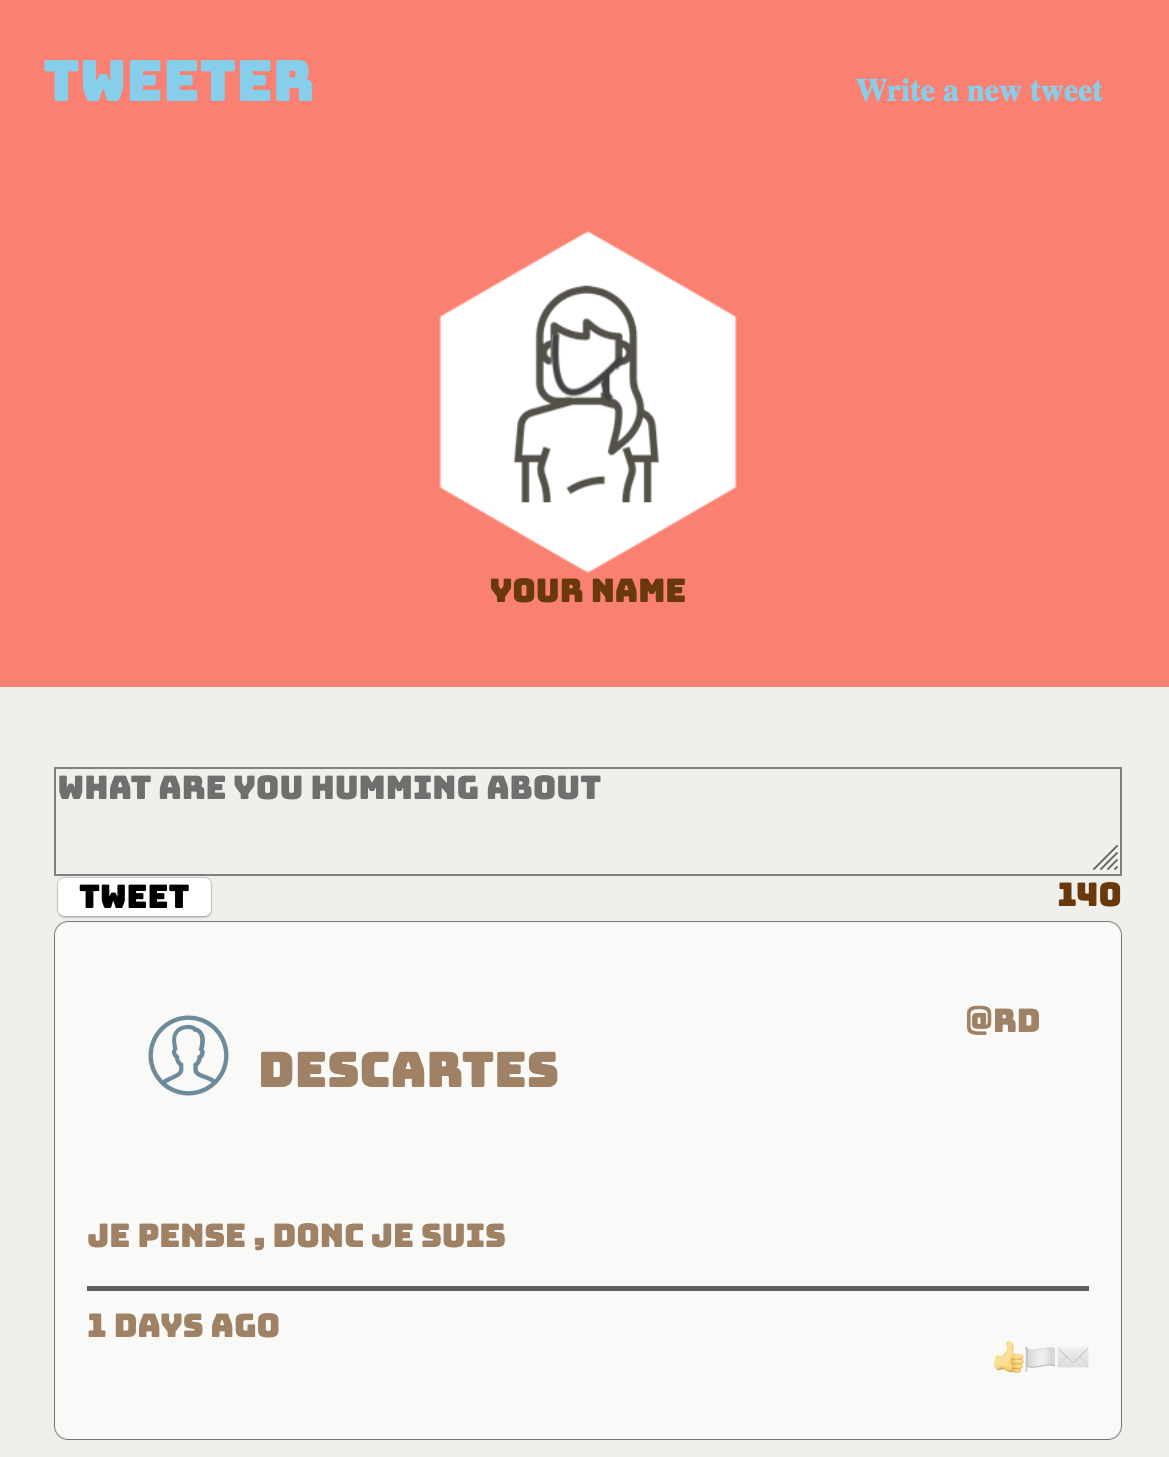 TWEETER
Write a new tweet
YOUR NAME
WHAT ARE YOU HUMMING ABOUT
TWEET
140
@RD
DESCARTES
JE PENSE , DONC JE SUIS
1 DAYS AGO